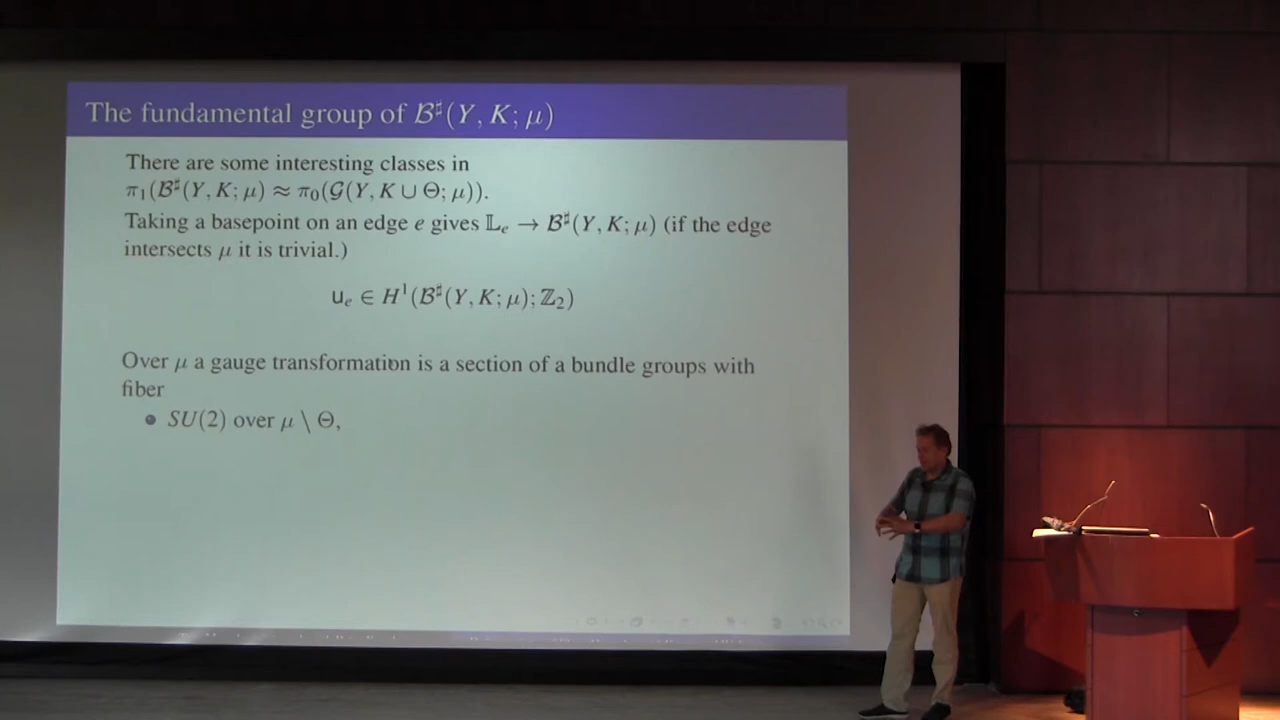 The fundamental group of 𝓑^♯(Y, K; μ)
There are some interesting classes in
π₁(𝓑^♯(Y, K; μ) ≈ π₀(𝓖(Y, K ∪ Θ; μ)).
Taking a basepoint on an edge e gives 𝕃ₑ → 𝓑^♯(Y, K; μ) (if the edge
intersects μ it is trivial.)
uₑ ∈ H¹(𝓑^♯(Y, K; μ); ℤ₂)
Over μ a gauge transformation is a section of a bundle groups with
fiber
SU(2) over μ \ Θ,